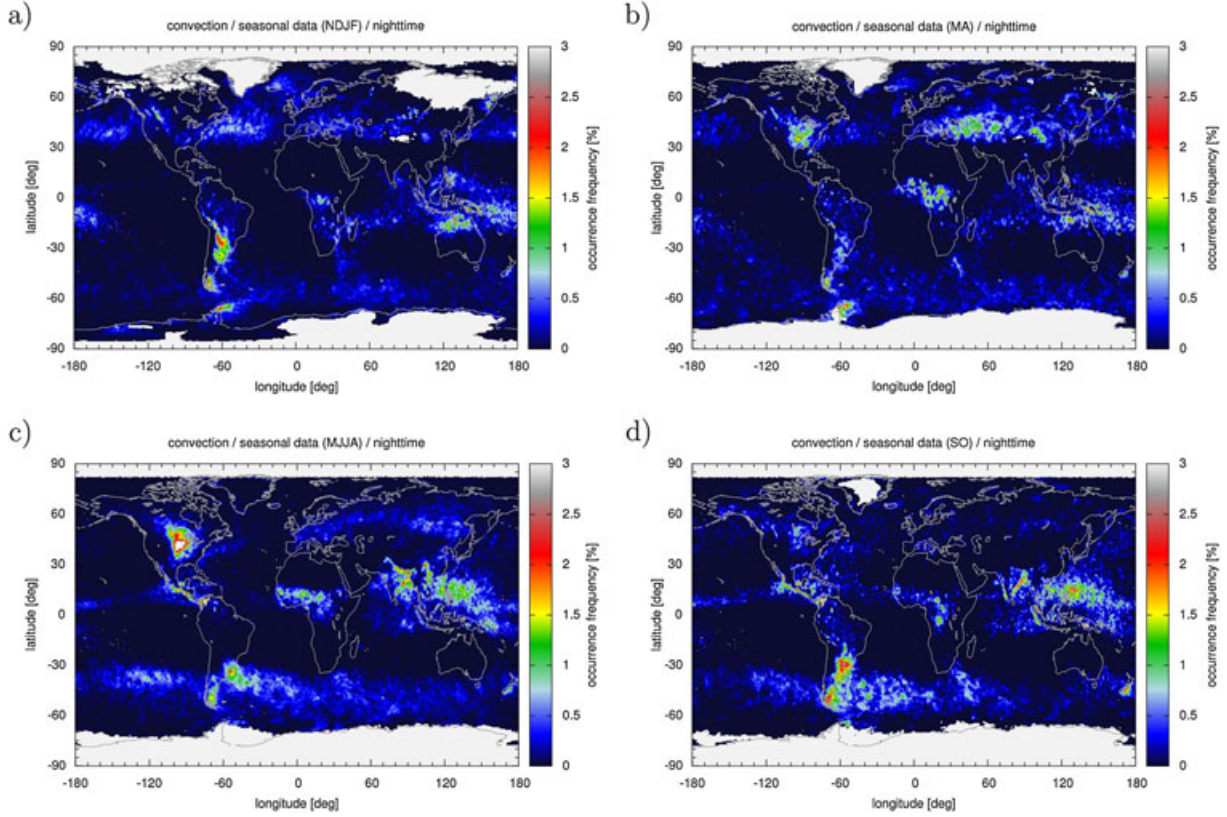 a)
convection / seasonal data (NDJF) / nighttime
90
60
30
0
-30
-60
-90
latitude [deg]
-180 -120 -60 0 60 120 180
longitude [deg]
3
2.5
2
1.5
1
0.5
0
occurrence frequency [%]
b)
convection / seasonal data (MA) / nighttime
90
60
30
0
-30
-60
-90
latitude [deg]
-180 -120 -60 0 60 120 180
longitude [deg]
3
2.5
2
1.5
1
0.5
0
occurrence frequency [%]
c)
convection / seasonal data (MJJA) / nighttime
90
60
30
0
-30
-60
-90
latitude [deg]
-180 -120 -60 0 60 120 180
longitude [deg]
3
2.5
2
1.5
1
0.5
0
occurrence frequency [%]
d)
convection / seasonal data (SO) / nighttime
90
60
30
0
-30
-60
-90
latitude [deg]
-180 -120 -60 0 60 120 180
longitude [deg]
3
2.5
2
1.5
1
0.5
0
occurrence frequency [%]